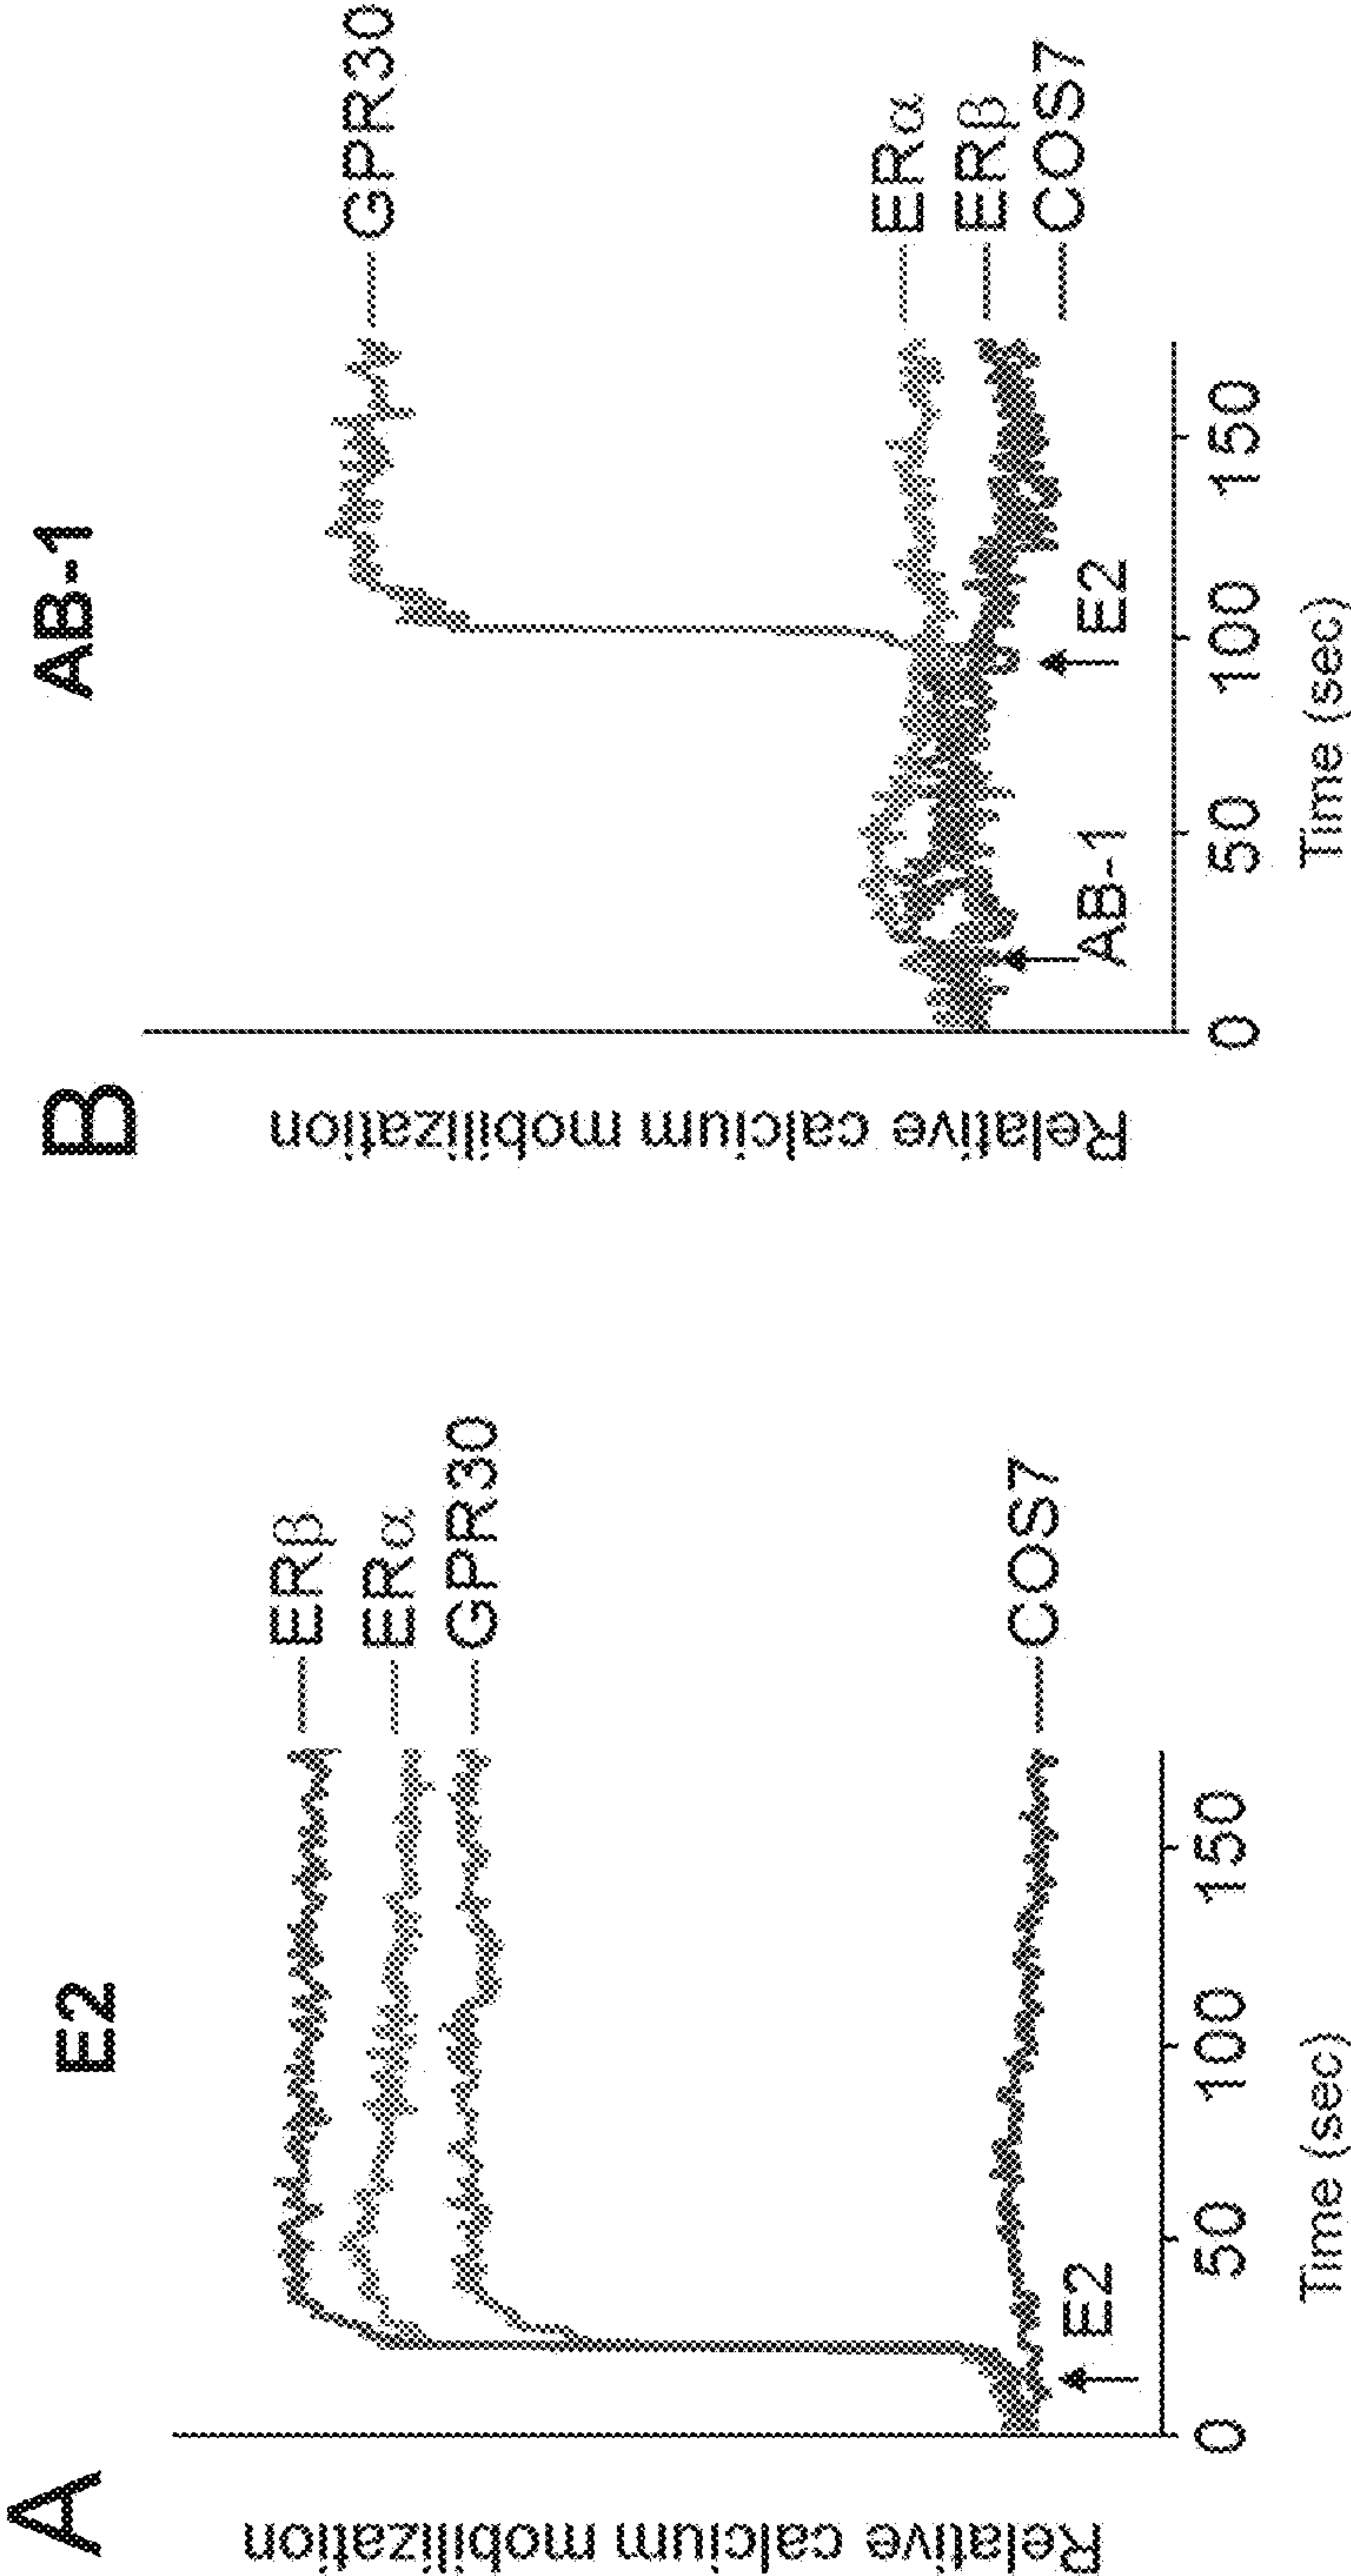 A
E2
Relative calcium mobilization
ERβ
ERα
GPR30
COS7
E2
0 50 100 150
Time (sec)
B
AB-1
Relative calcium mobilization
GPR30
ERα
ERβ
COS7
AB-1
E2
0 50 100 150
Time (sec)